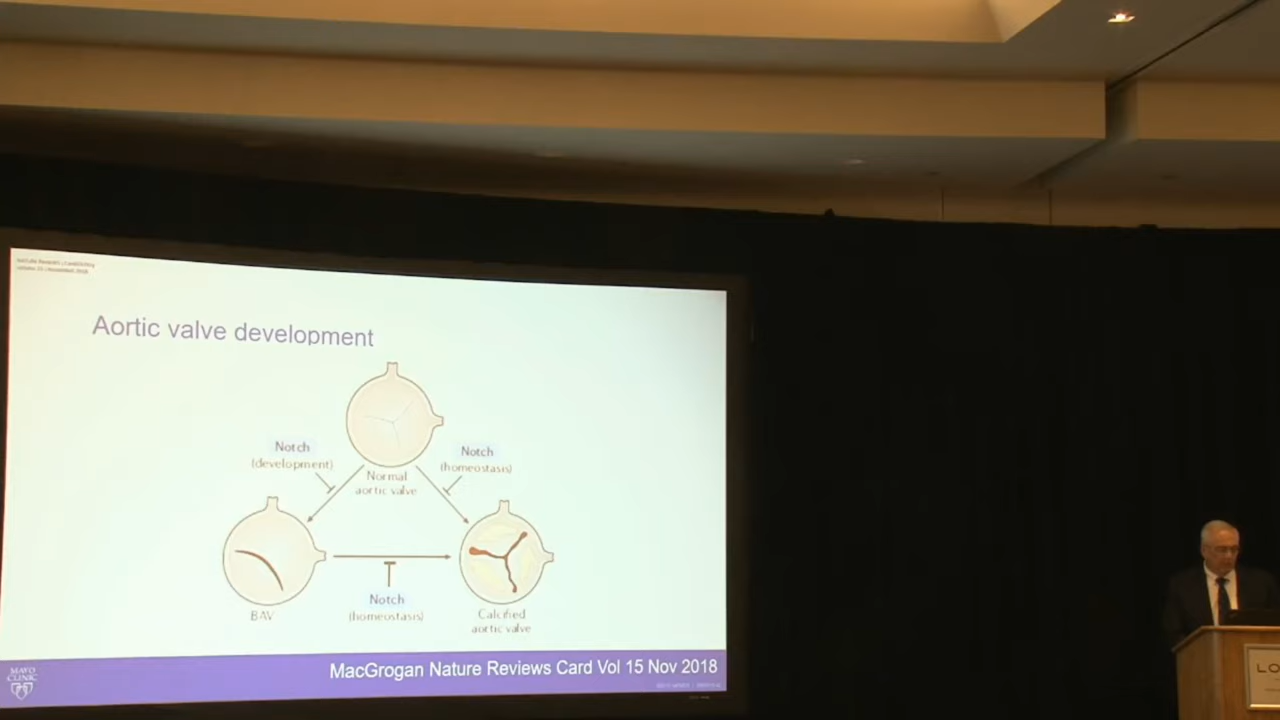 Aortic valve development
Notch
(development)
Notch
(homeostasis)
Normal
aortic valve
BAV
Notch
(homeostasis)
Calcified
aortic valve
MAYO
CLINIC
MacGrogan Nature Reviews Card Vol 15 Nov 2018
LO